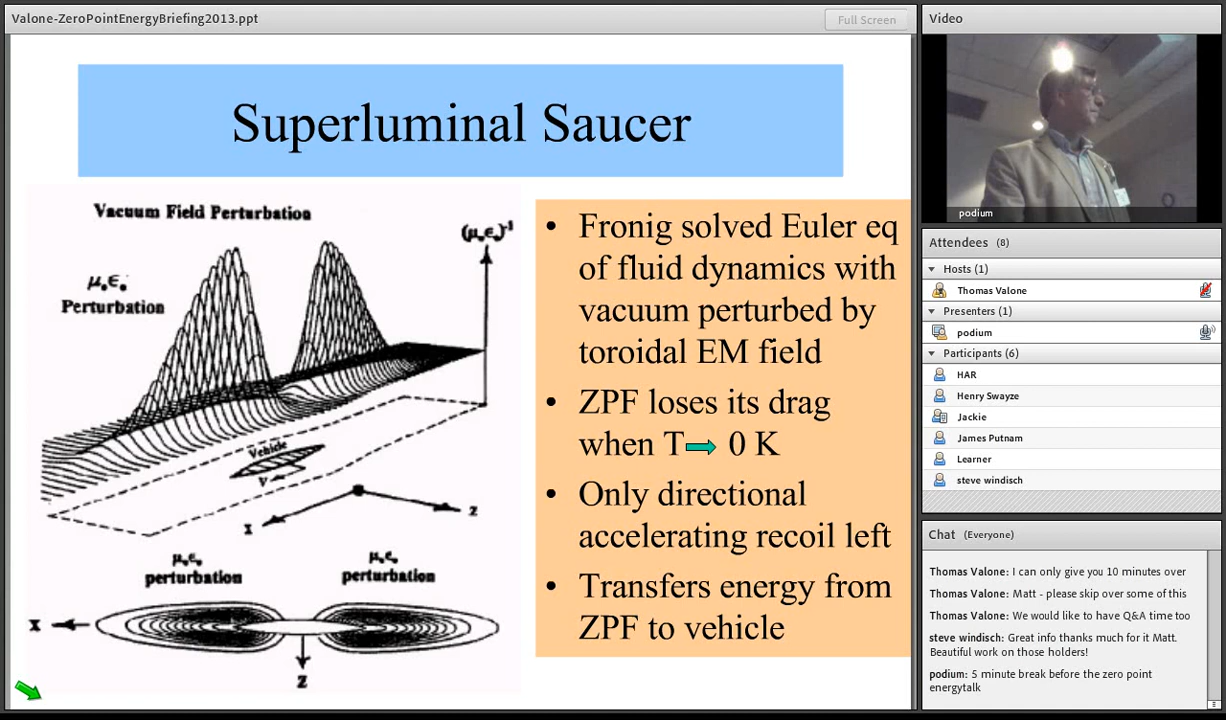 Valone-ZeroPointEnergyBriefing2013.ppt
Full Screen
Superluminal Saucer
Vacuum Field Perturbation
(μₒεₒ)⁻¹
μₒεₒ
Perturbation
Vehicle
V
X
Z
μₒεₒ
perturbation
μₒεₒ
perturbation
X
Z
• Fronig solved Euler eq
of fluid dynamics with
vacuum perturbed by
toroidal EM field
• ZPF loses its drag
when T 0 K
• Only directional
accelerating recoil left
• Transfers energy from
ZPF to vehicle
Video
podium
Attendees (8)
Hosts (1)
Thomas Valone
Presenters (1)
podium
Participants (6)
HAR
Henry Swayze
Jackie
James Putnam
Learner
steve windisch
Chat (Everyone)
Thomas Valone: I can only give you 10 minutes over
Thomas Valone: Matt - please skip over some of this
Thomas Valone: We would like to have Q&A time too
steve windisch: Great info thanks much for it Matt.
Beautiful work on those holders!
podium: 5 minute break before the zero point
energytalk